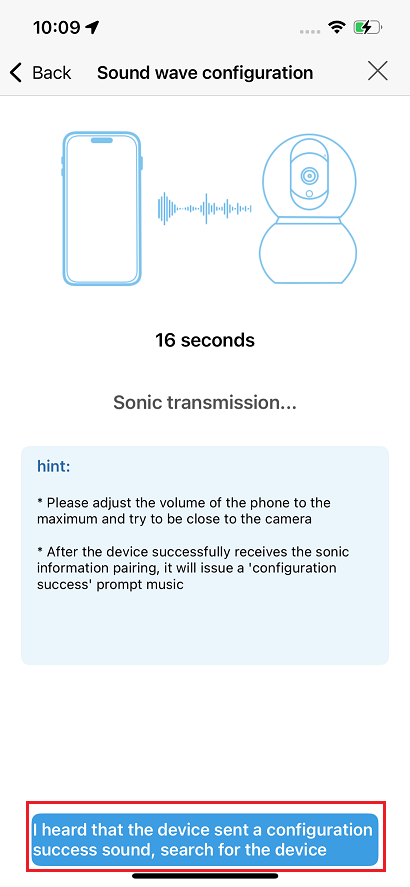 10:09
Back Sound wave configuration
16 seconds
Sonic transmission...
hint:
* Please adjust the volume of the phone to the
maximum and try to be close to the camera
* After the device successfully receives the sonic
information pairing, it will issue a 'configuration
success' prompt music
I heard that the device sent a configuration
success sound, search for the device